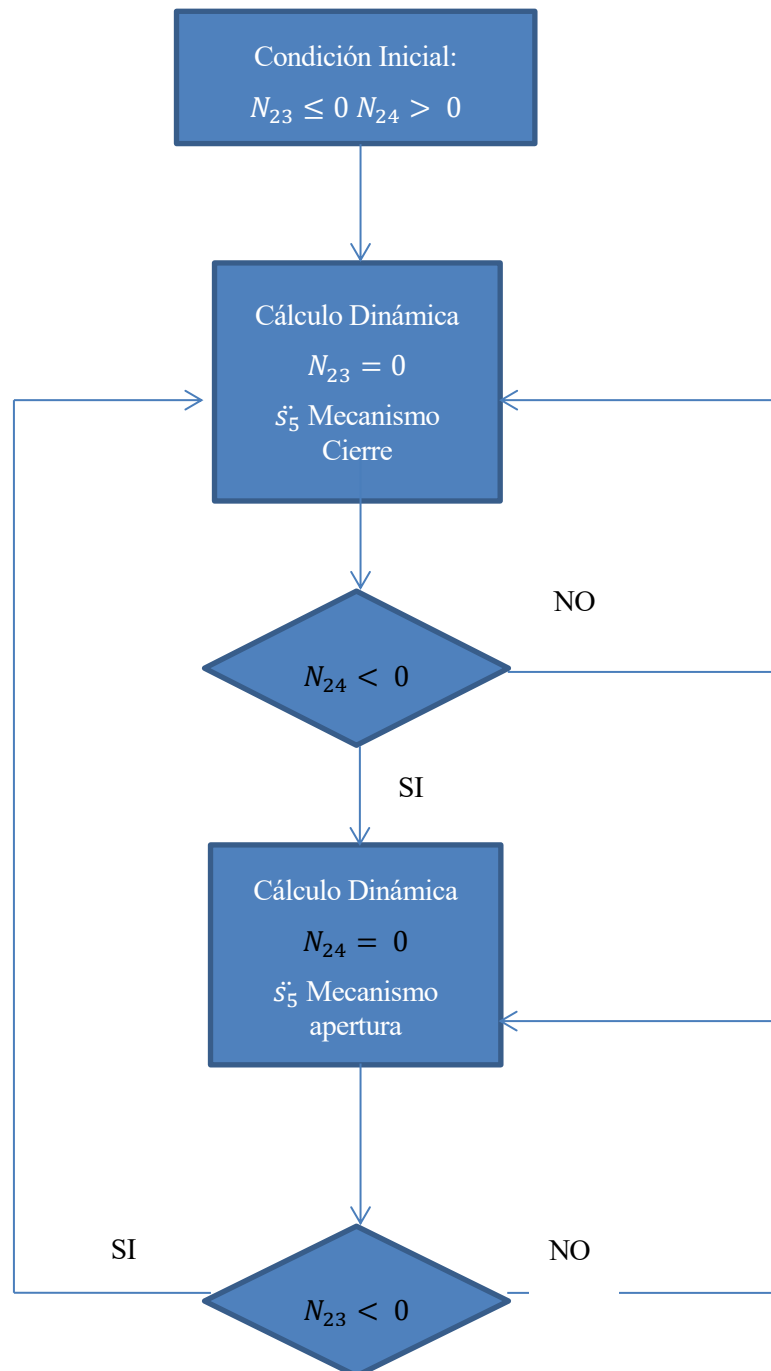 Condición Inicial:
𝑁₂₃ ≤ 0 𝑁₂₄ > 0
Cálculo Dinámica
𝑁₂₃ = 0
𝑠̈₅ Mecanismo
Cierre
NO
𝑁₂₄ < 0
SI
Cálculo Dinámica
𝑁₂₄ = 0
𝑠̈₅ Mecanismo
apertura
SI
NO
𝑁₂₃ < 0